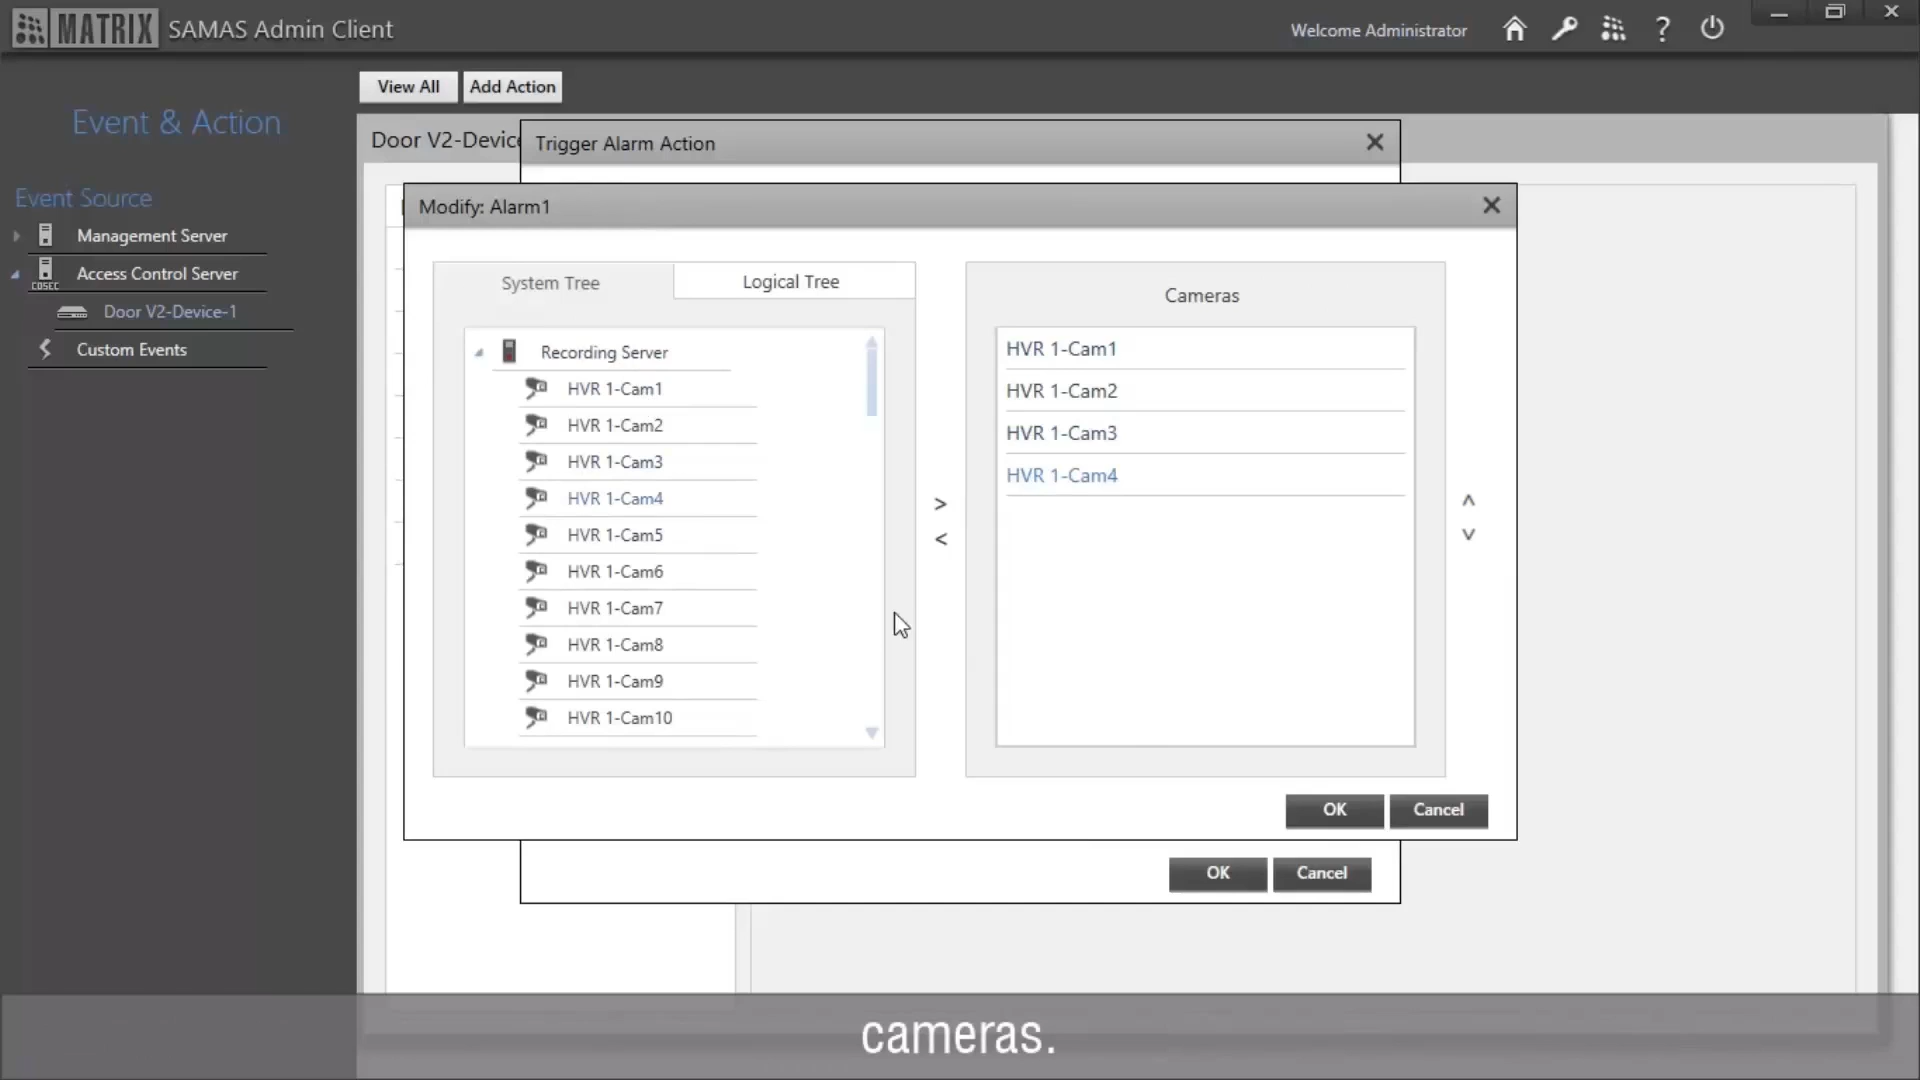 MATRIX SAMAS Admin Client
Welcome Administrator
?
View All
Add Action
Event & Action
Event Source
Management Server
Access Control Server
COSEC
Door V2-Device-1
Custom Events
Door V2-Device
Trigger Alarm Action
Modify: Alarm1
System Tree
Logical Tree
Recording Server
HVR 1-Cam1
HVR 1-Cam2
HVR 1-Cam3
HVR 1-Cam4
HVR 1-Cam5
HVR 1-Cam6
HVR 1-Cam7
HVR 1-Cam8
HVR 1-Cam9
HVR 1-Cam10
>
<
Cameras
HVR 1-Cam1
HVR 1-Cam2
HVR 1-Cam3
HVR 1-Cam4
OK
Cancel
OK
Cancel
cameras.